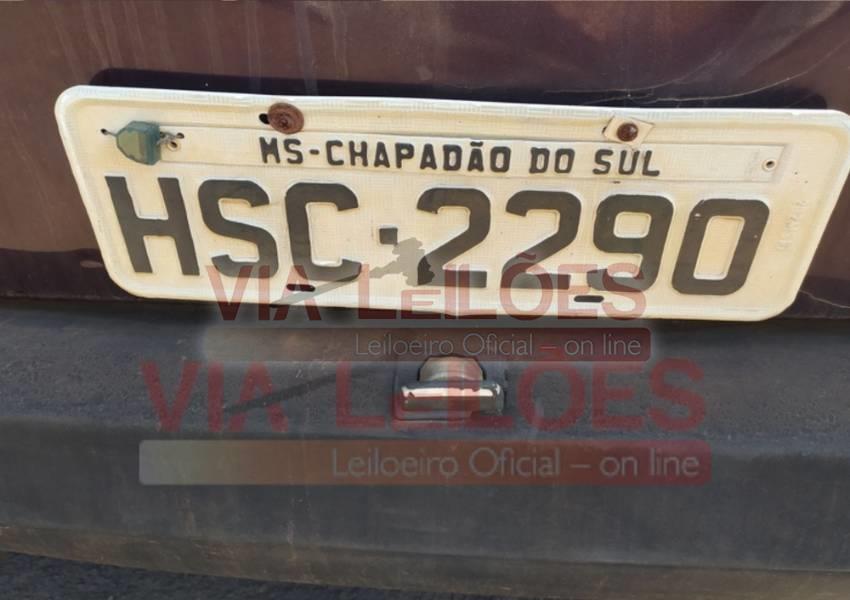 MS-CHAPADÃO DO SUL
HSC·2290
VIA LEILÕES
Leiloeiro Oficial – on line
VIA LEILÕES
Leiloeiro Oficial – on line